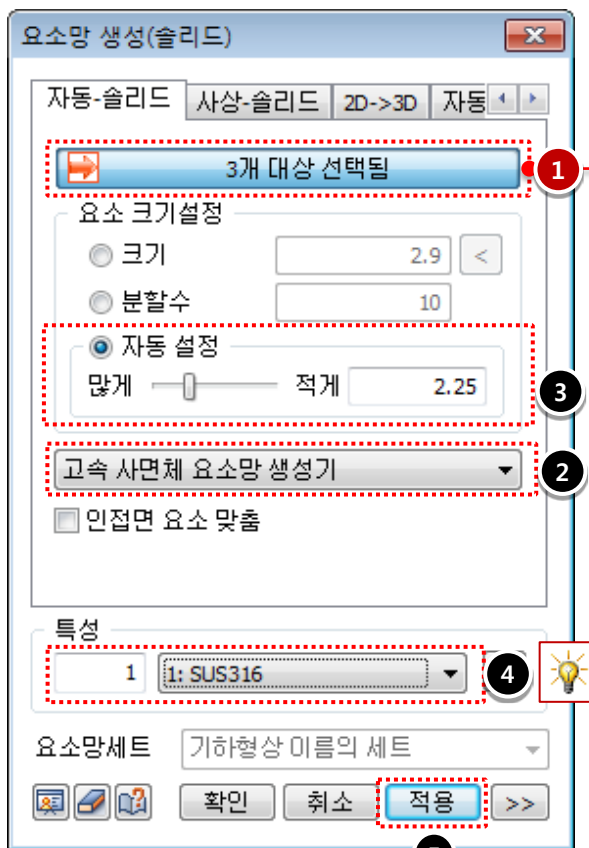 요소망 생성(솔리드)
자동-솔리드 사상-솔리드 2D->3D 자동
3개 대상 선택됨 1
요소 크기설정
크기 2.9 <
분할수 10
자동 설정
많게 적게 2.25 3
고속 사면체 요소망 생성기 2
인접면 요소 맞춤
특성
1 1: SUS316 4
요소망세트 기하형상 이름의 세트
확인 취소 적용 >>